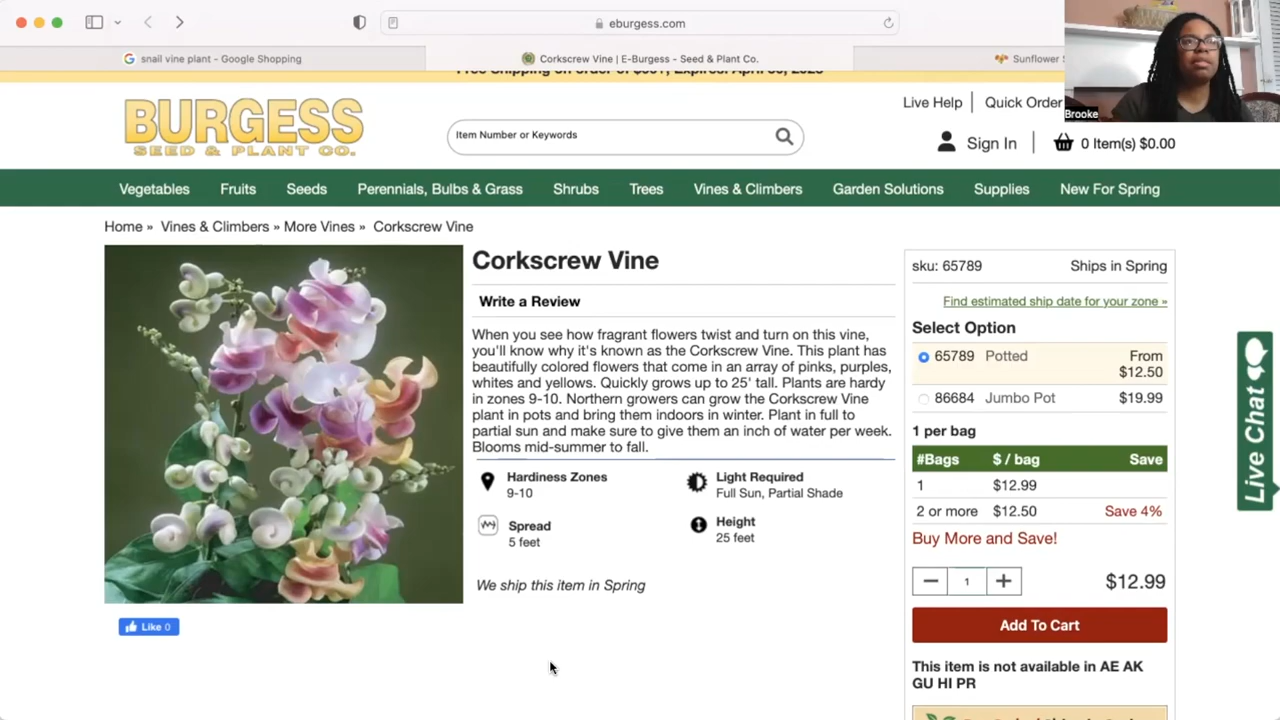 eburgess.com
snail vine plant - Google Shopping
Corkscrew Vine | E-Burgess - Seed & Plant Co.
Sunflower
Brooke
Live Help
Quick Order
BURGESS
SEED & PLANT CO.
Item Number or Keywords
Sign In
0 Item(s) $0.00
Vegetables Fruits Seeds Perennials, Bulbs & Grass Shrubs Trees Vines & Climbers Garden Solutions Supplies New For Spring
Home » Vines & Climbers » More Vines » Corkscrew Vine
Corkscrew Vine
Write a Review
When you see how fragrant flowers twist and turn on this vine,
you'll know why it's known as the Corkscrew Vine. This plant has
beautifully colored flowers that come in an array of pinks, purples,
whites and yellows. Quickly grows up to 25' tall. Plants are hardy
in zones 9-10. Northern growers can grow the Corkscrew Vine
plant in pots and bring them indoors in winter. Plant in full to
partial sun and make sure to give them an inch of water per week.
Blooms mid-summer to fall.
Hardiness Zones
9-10
Light Required
Full Sun, Partial Shade
Spread
5 feet
Height
25 feet
We ship this item in Spring
Like 0
sku: 65789 Ships in Spring
Find estimated ship date for your zone »
Select Option
65789 Potted From
$12.50
86684 Jumbo Pot $19.99
1 per bag
#Bags $ / bag Save
1 $12.99
2 or more $12.50 Save 4%
Buy More and Save!
1 $12.99
Add To Cart
This item is not available in AE AK
GU HI PR
Live Chat